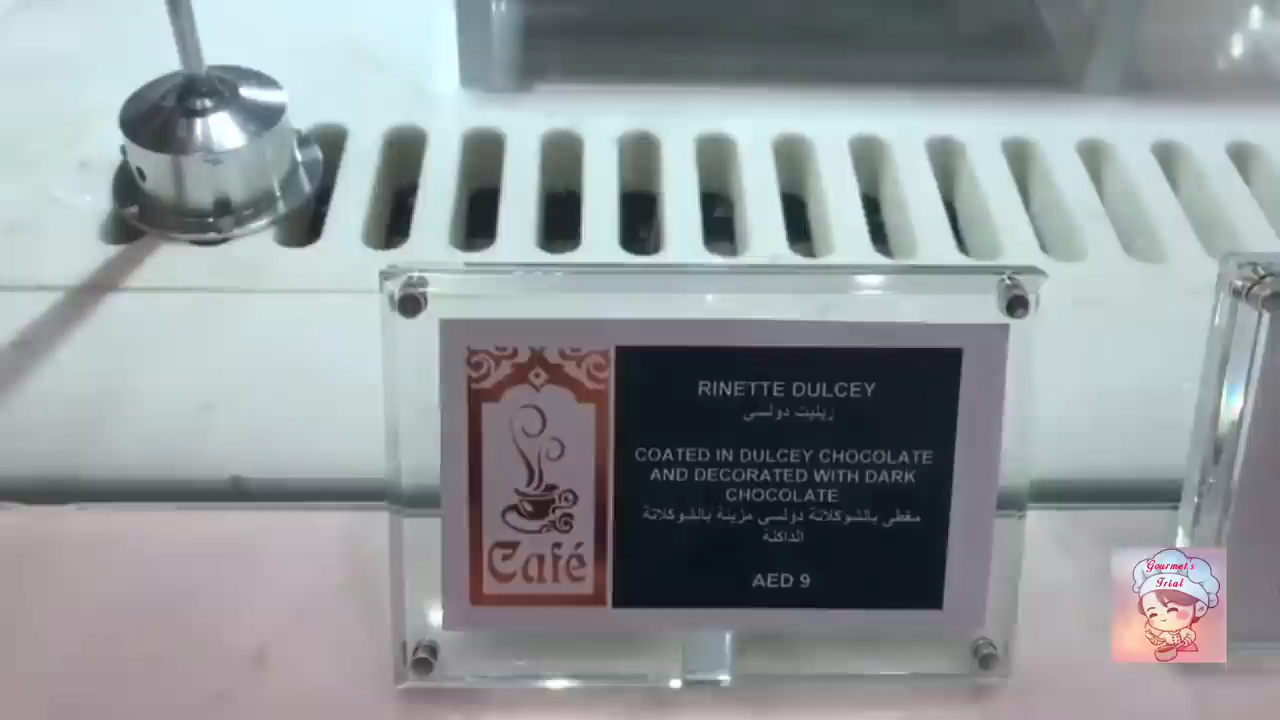 RINETTE DULCEY
رينيت دولسي
COATED IN DULCEY CHOCOLATE
AND DECORATED WITH DARK
CHOCOLATE
مغطى بالشوكلاتة دولسي مزينة بالشوكلاتة
الداكنة
AED 9
Café
Gourmet's
Trial